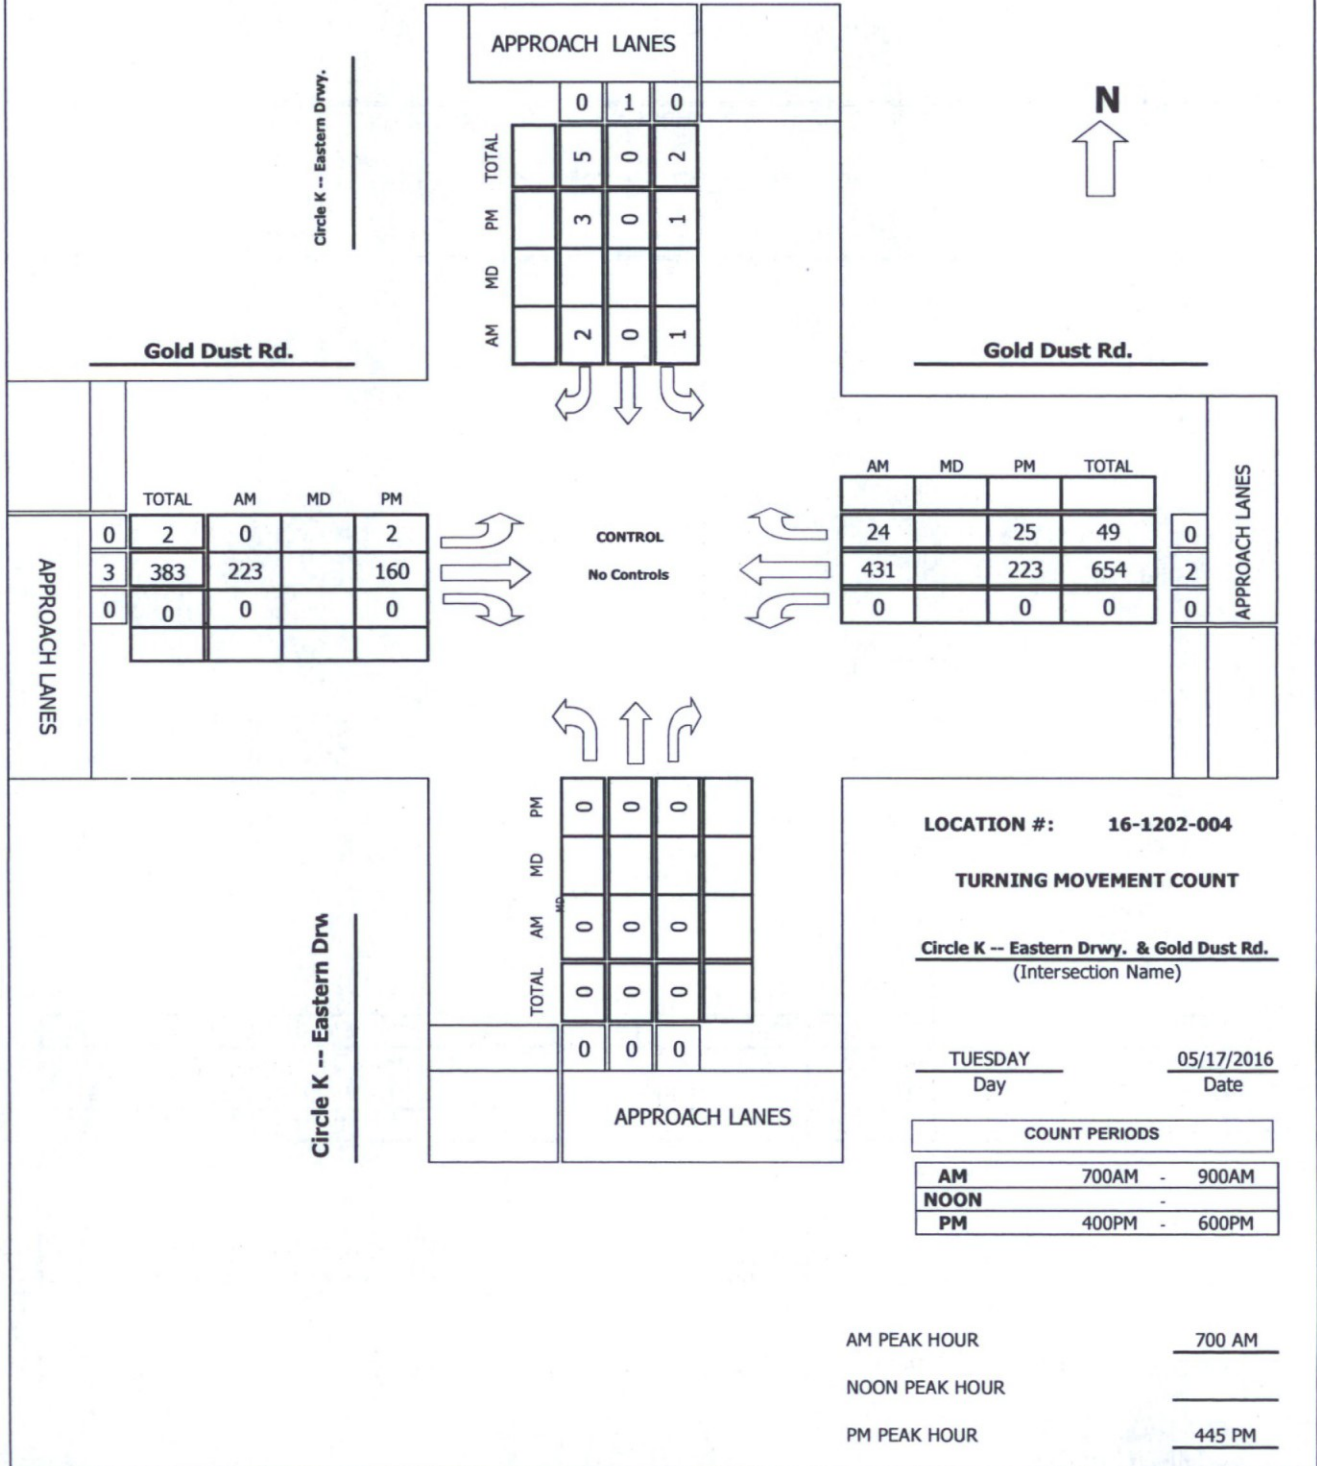 APPROACH LANES
0 1 0
Circle K -- Eastern Drwy.
N
TOTAL 5 0 2
PM 3 0 1
MD
AM 2 0 1
Gold Dust Rd.
Gold Dust Rd.
TOTAL AM MD PM
0 2 0 2
3 383 223 160
0 0 0 0
APPROACH LANES
CONTROL
No Controls
AM MD PM TOTAL
24 25 49 0
431 223 654 2
0 0 0 0
APPROACH LANES
PM 0 0 0
MD
MD
AM 0 0 0
TOTAL 0 0 0
0 0 0
APPROACH LANES
Circle K -- Eastern Drw
LOCATION #: 16-1202-004
TURNING MOVEMENT COUNT
Circle K -- Eastern Drwy. & Gold Dust Rd.
(Intersection Name)
TUESDAY 05/17/2016
Day Date
COUNT PERIODS
AM 700AM - 900AM
NOON -
PM 400PM - 600PM
AM PEAK HOUR 700 AM
NOON PEAK HOUR
PM PEAK HOUR 445 PM